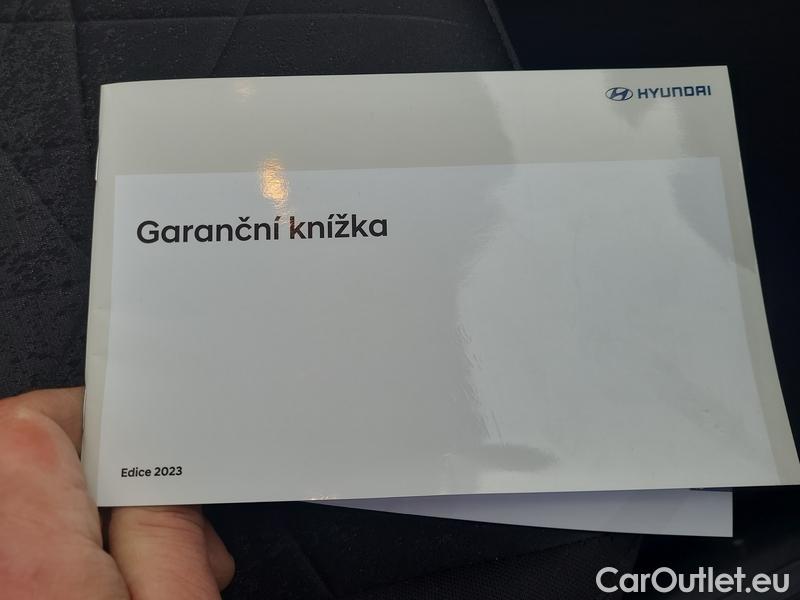 HYUNDAI
Garanční knížka
Edice 2023
CarOutlet.eu